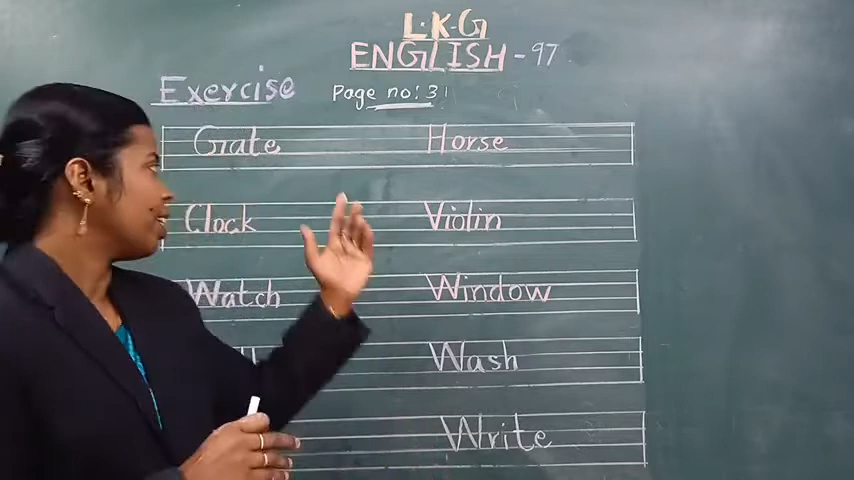 L.K.G
ENGLISH-97
Exercise Page no: 31
Gate Horse
Clock Violin
Watch Window
Wash
Write